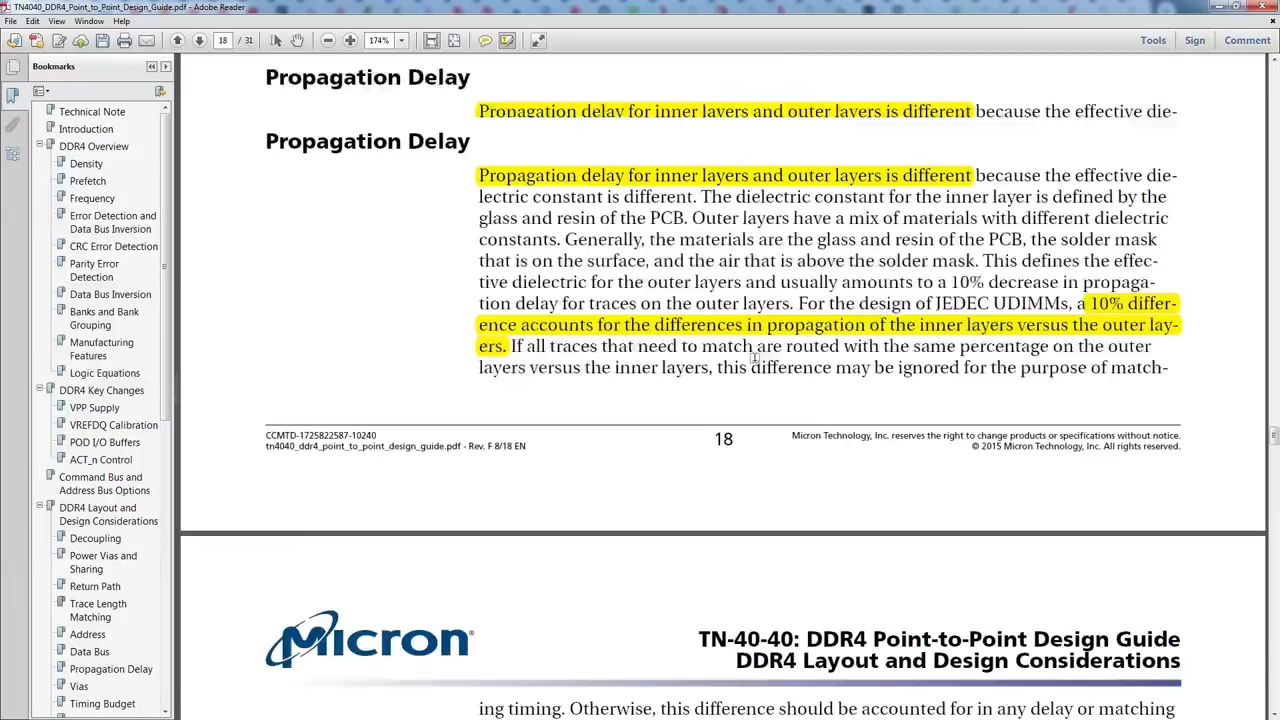 TN4040_DDR4_Point_to_Point_Design_Guide.pdf - Adobe Reader
File Edit View Window Help
18 / 31 174% Tools Sign Comment
Bookmarks
Technical Note
Introduction
DDR4 Overview
Density
Prefetch
Frequency
Error Detection and
Data Bus Inversion
CRC Error Detection
Parity Error
Detection
Data Bus Inversion
Banks and Bank
Grouping
Manufacturing
Features
Logic Equations
DDR4 Key Changes
VPP Supply
VREFDQ Calibration
POD I/O Buffers
ACT_n Control
Command Bus and
Address Bus Options
DDR4 Layout and
Design Considerations
Decoupling
Power Vias and
Sharing
Return Path
Trace Length
Matching
Address
Data Bus
Propagation Delay
Vias
Timing Budget
Propagation Delay
Propagation delay for inner layers and outer layers is different because the effective die-
Propagation Delay
Propagation delay for inner layers and outer layers is different because the effective die-
lectric constant is different. The dielectric constant for the inner layer is defined by the
glass and resin of the PCB. Outer layers have a mix of materials with different dielectric
constants. Generally, the materials are the glass and resin of the PCB, the solder mask
that is on the surface, and the air that is above the solder mask. This defines the effec-
tive dielectric for the outer layers and usually amounts to a 10% decrease in propaga-
tion delay for traces on the outer layers. For the design of JEDEC UDIMMs, a 10% differ-
ence accounts for the differences in propagation of the inner layers versus the outer lay-
ers. If all traces that need to match are routed with the same percentage on the outer
layers versus the inner layers, this difference may be ignored for the purpose of match-
CCMTD-1725822587-10240
tn4040_ddr4_point_to_point_design_guide.pdf - Rev. F 8/18 EN
18
Micron Technology, Inc. reserves the right to change products or specifications without notice.
© 2015 Micron Technology, Inc. All rights reserved.
Micron
TN-40-40: DDR4 Point-to-Point Design Guide
DDR4 Layout and Design Considerations
ing timing. Otherwise, this difference should be accounted for in any delay or matching